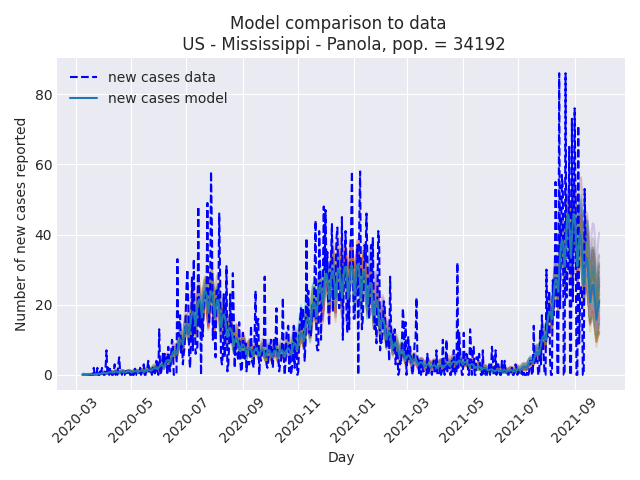 Model comparison to data
US - Mississippi - Panola, pop. = 34192
new cases data
new cases model
Number of new cases reported
80
60
40
20
0
2020-03
2020-05
2020-07
2020-09
2020-11
2021-01
2021-03
2021-05
2021-07
2021-09
Day